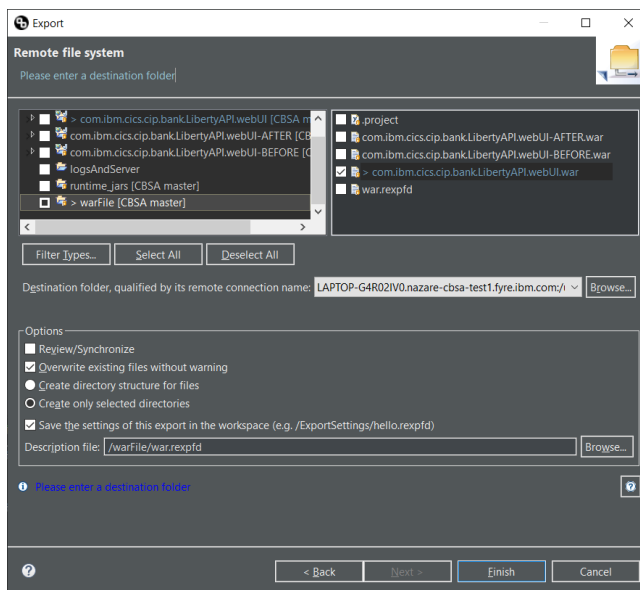 Export
Remote file system
Please enter a destination folder
> com.ibm.cics.cip.bank.LibertyAPI.webUI [CBSA m
com.ibm.cics.cip.bank.LibertyAPI.webUI-AFTER [CB
com.ibm.cics.cip.bank.LibertyAPI.webUI-BEFORE [C
logsAndServer
runtime_jars [CBSA master]
> warFile [CBSA master]
.project
com.ibm.cics.cip.bank.LibertyAPI.webUI-AFTER.war
com.ibm.cics.cip.bank.LibertyAPI.webUI-BEFORE.war
> com.ibm.cics.cip.bank.LibertyAPI.webUI.war
war.rexpfd
Filter Types... Select All Deselect All
Destination folder, qualified by its remote connection name: LAPTOP-G4R02IV0.nazare-cbsa-test1.fyre.ibm.com:/ Browse...
Options
Review/Synchronize
Overwrite existing files without warning
Create directory structure for files
Create only selected directories
Save the settings of this export in the workspace (e.g. /ExportSettings/hello.rexpfd)
Description file: /warFile/war.rexpfd Browse...
Please enter a destination folder
< Back Next > Finish Cancel